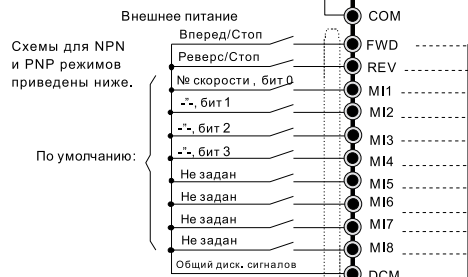 Внешнее питание
COM
Вперед/Стоп
FWD
Схемы для NPN
и PNP режимов
приведены ниже.
Реверс/Стоп
REV
№ скорости , бит 0
MI1
-"-, бит 1
MI2
-"-, бит 2
MI3
По умолчанию:
-"-, бит 3
MI4
Не задан
MI5
Не задан
MI6
Не задан
MI7
Не задан
MI8
Общий диск. сигналов
DCM